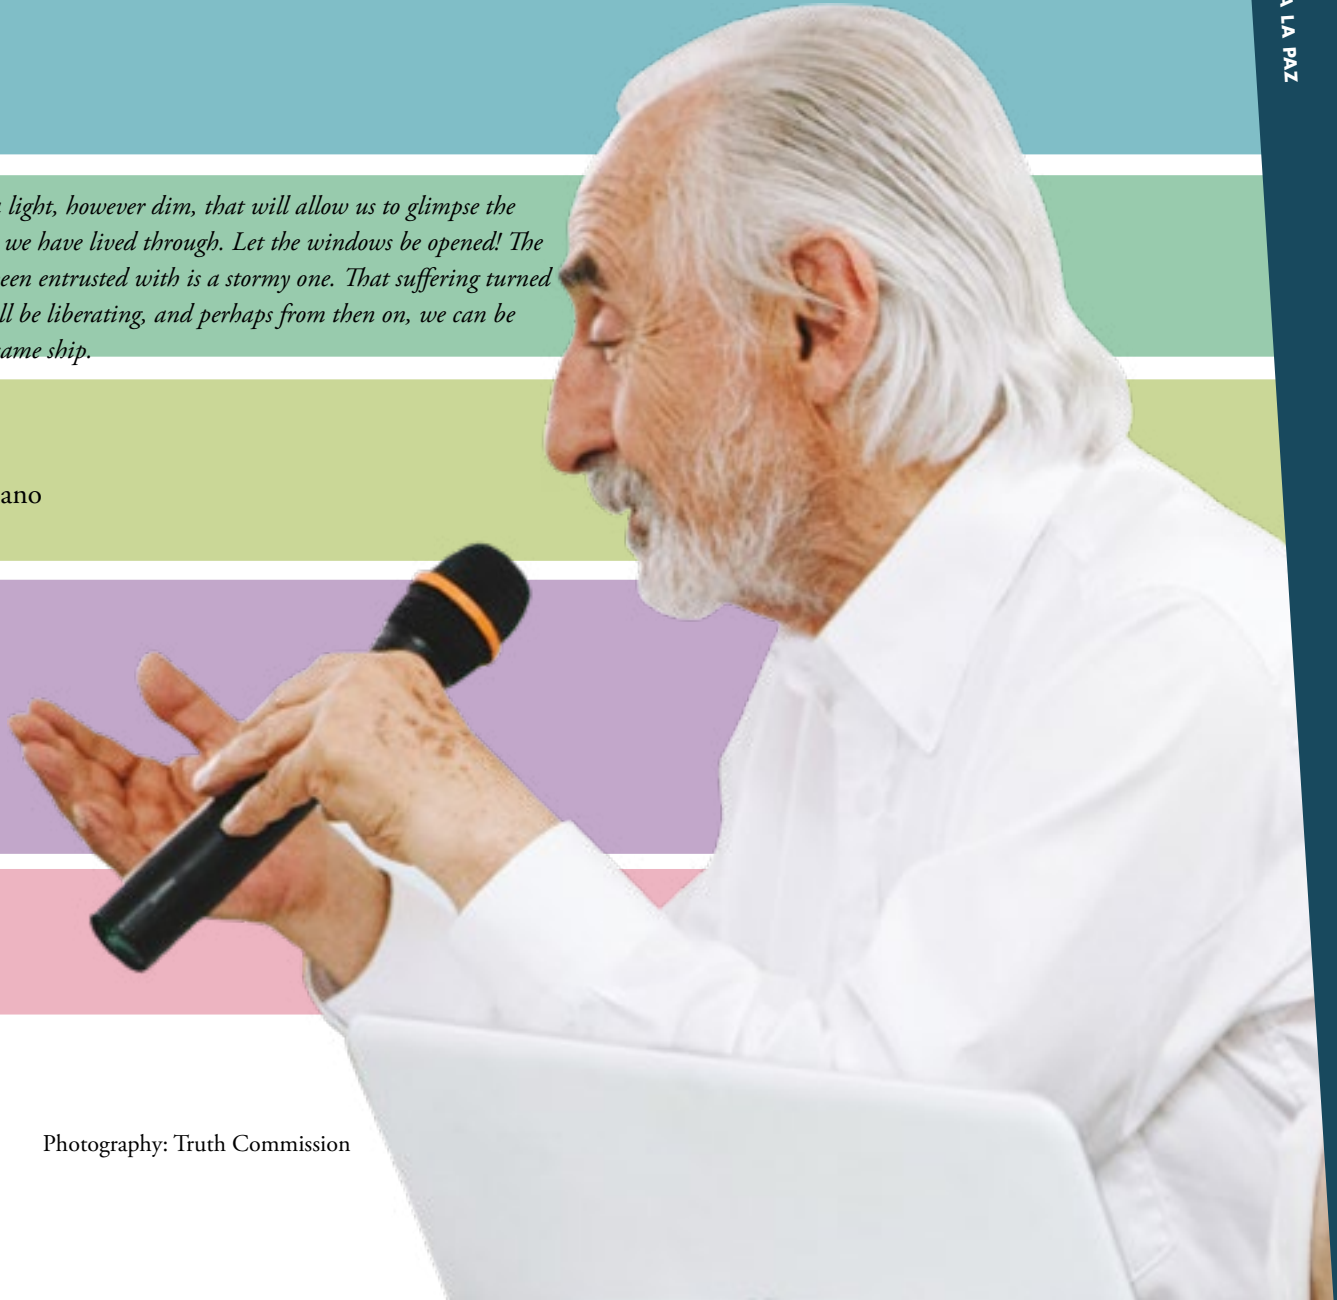 light, however dim, that will allow us to glimpse the
we have lived through. Let the windows be opened! The
een entrusted with is a stormy one. That suffering turned
ll be liberating, and perhaps from then on, we can be
ame ship.
ano
Photography: Truth Commission
A LA PAZ